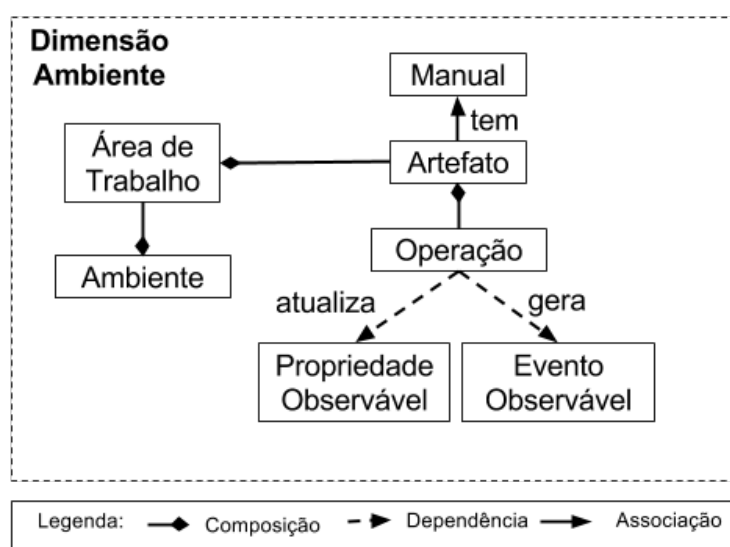 Dimensão
Ambiente
Manual
tem
Área de
Trabalho
Artefato
Operação
Ambiente
atualiza
gera
Propriedade
Observável
Evento
Observável
Legenda:
Composição
Dependência
Associação